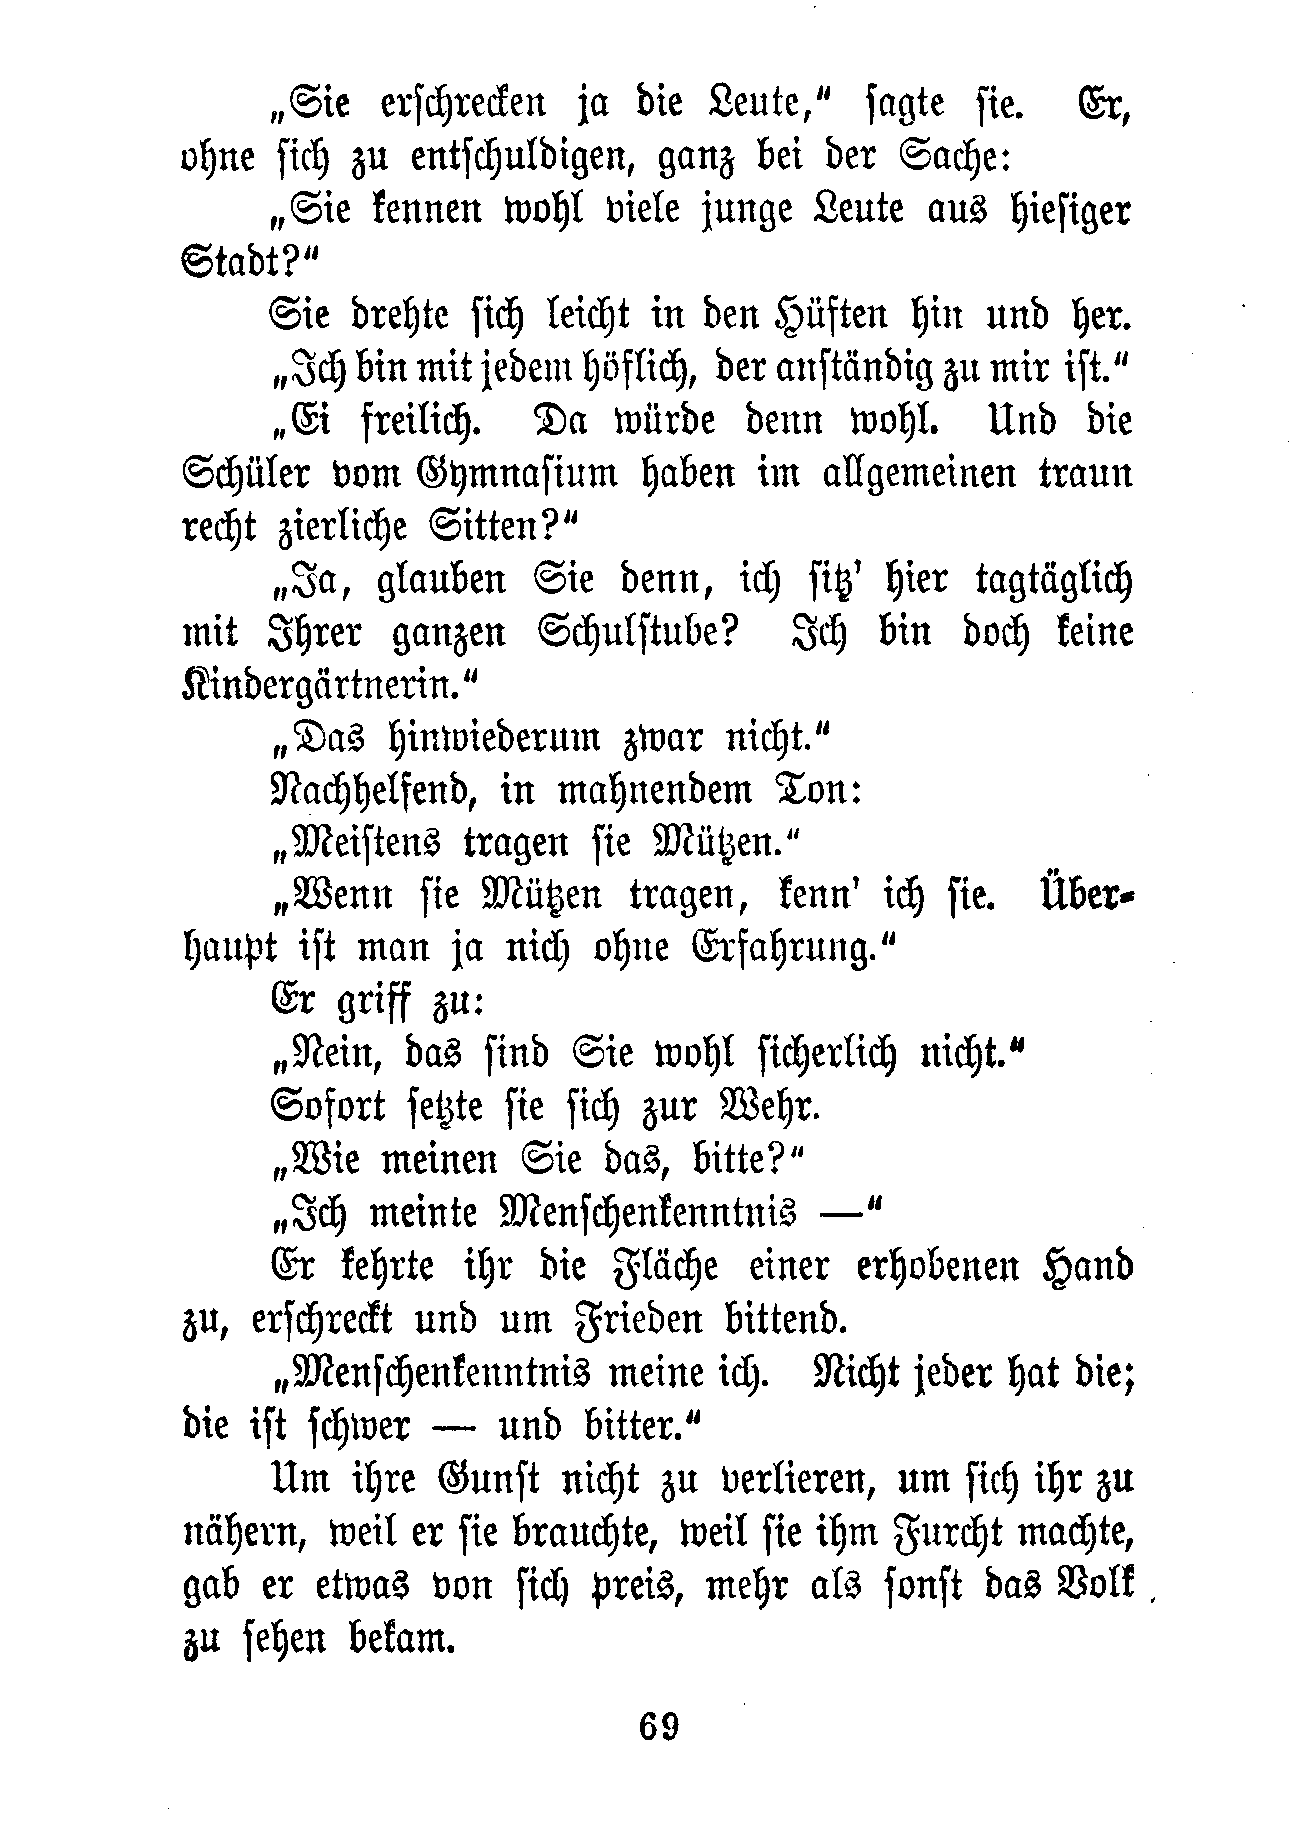 „Sie erschrecken ja die Leute,“ sagte sie. Er,
ohne sich zu entschuldigen, ganz bei der Sache:
„Sie kennen wohl viele junge Leute aus hiesiger
Stadt?“
Sie drehte sich leicht in den Hüften hin und her.
„Ich bin mit jedem höflich, der anständig zu mir ist.“
„Ei freilich. Da würde denn wohl. Und die
Schüler vom Gymnasium haben im allgemeinen traun
recht zierliche Sitten?“
„Ja, glauben Sie denn, ich sitz' hier tagtäglich
mit Ihrer ganzen Schulstube? Ich bin doch keine
Kindergärtnerin.“
„Das hinwiederum zwar nicht.“
Nachhelfend, in mahnendem Ton:
„Meistens tragen sie Mützen.“
„Wenn sie Mützen tragen, kenn' ich sie. Über-
haupt ist man ja nich ohne Erfahrung.“
Er griff zu:
„Nein, das sind Sie wohl sicherlich nicht.“
Sofort setzte sie sich zur Wehr.
„Wie meinen Sie das, bitte?“
„Ich meinte Menschenkenntnis —“
Er kehrte ihr die Fläche einer erhobenen Hand
zu, erschreckt und um Frieden bittend.
„Menschenkenntnis meine ich. Nicht jeder hat die;
die ist schwer — und bitter.“
Um ihre Gunst nicht zu verlieren, um sich ihr zu
nähern, weil er sie brauchte, weil sie ihm Furcht machte,
gab er etwas von sich preis, mehr als sonst das Volk
zu sehen bekam.
69